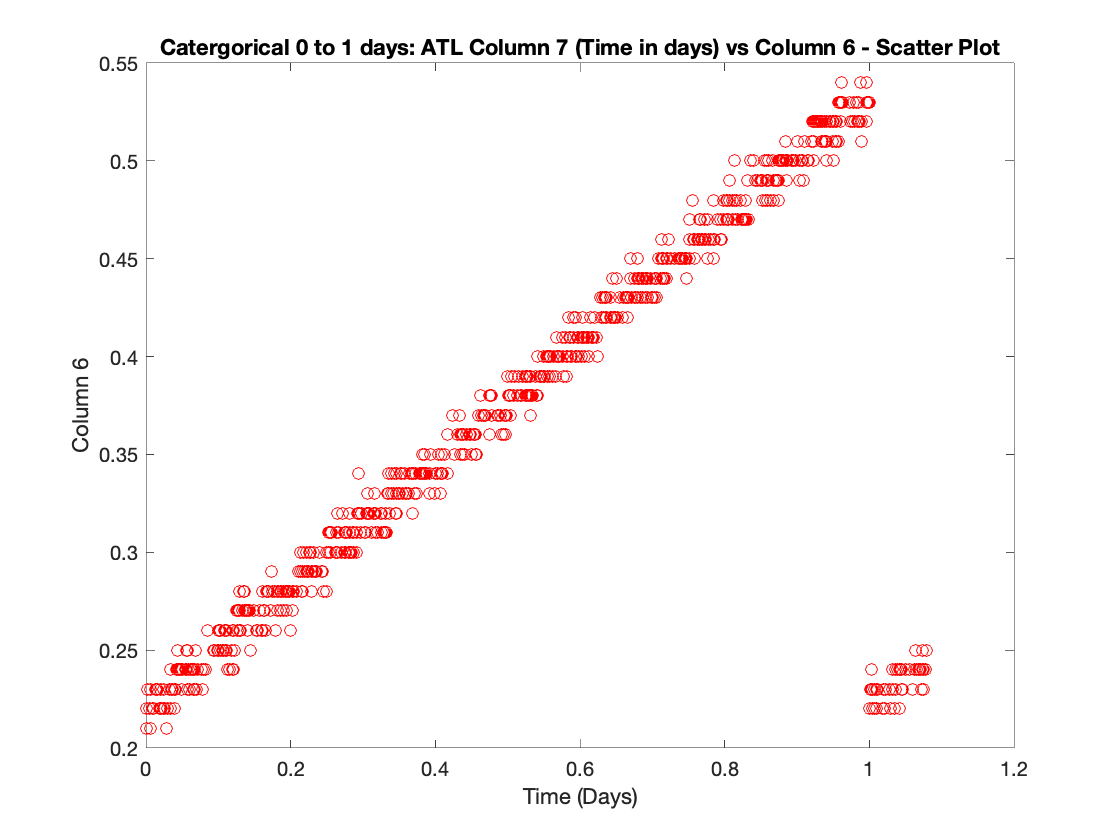 Catergorical 0 to 1 days: ATL Column 7 (Time in days) vs Column 6 - Scatter Plot
0.55
0.5
0.45
0.4
0.35
0.3
0.25
0.2
Column 6
0 0.2 0.4 0.6 0.8 1 1.2
Time (Days)